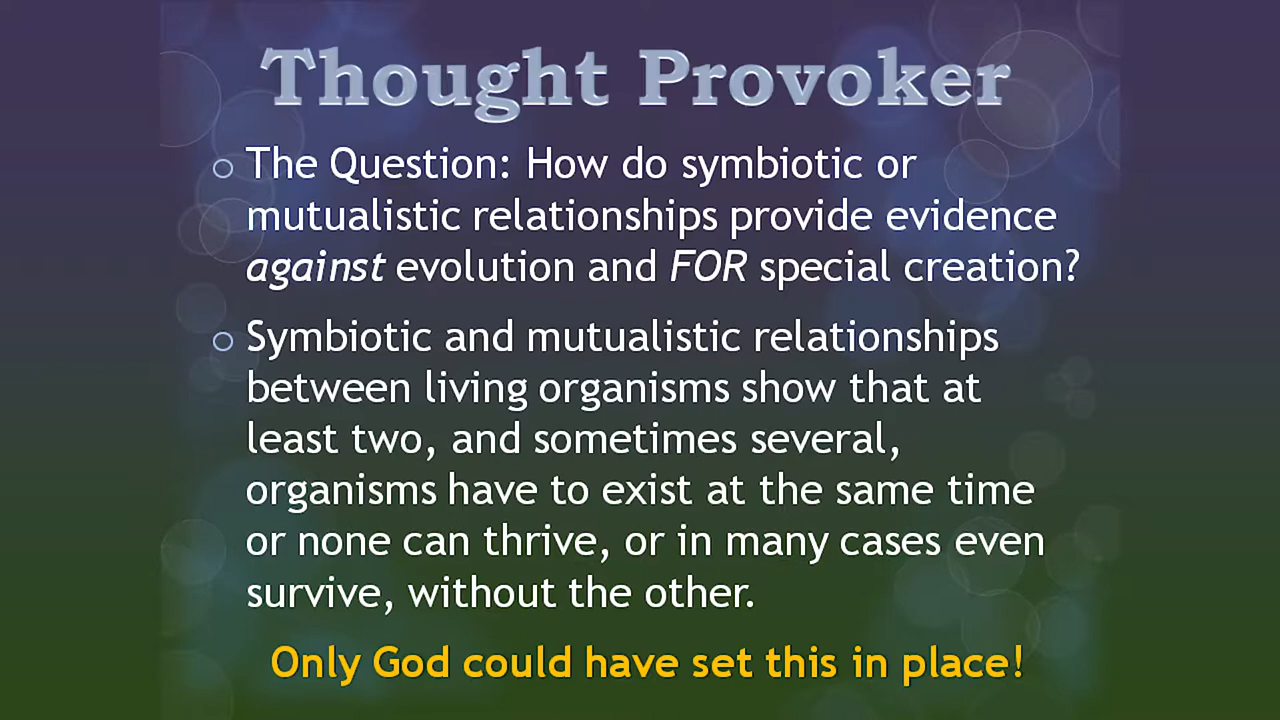 Thought Provoker
The Question: How do symbiotic or
mutualistic relationships provide evidence
against evolution and FOR special creation?
Symbiotic and mutualistic relationships
between living organisms show that at
least two, and sometimes several,
organisms have to exist at the same time
or none can thrive, or in many cases even
survive, without the other.
Only God could have set this in place!